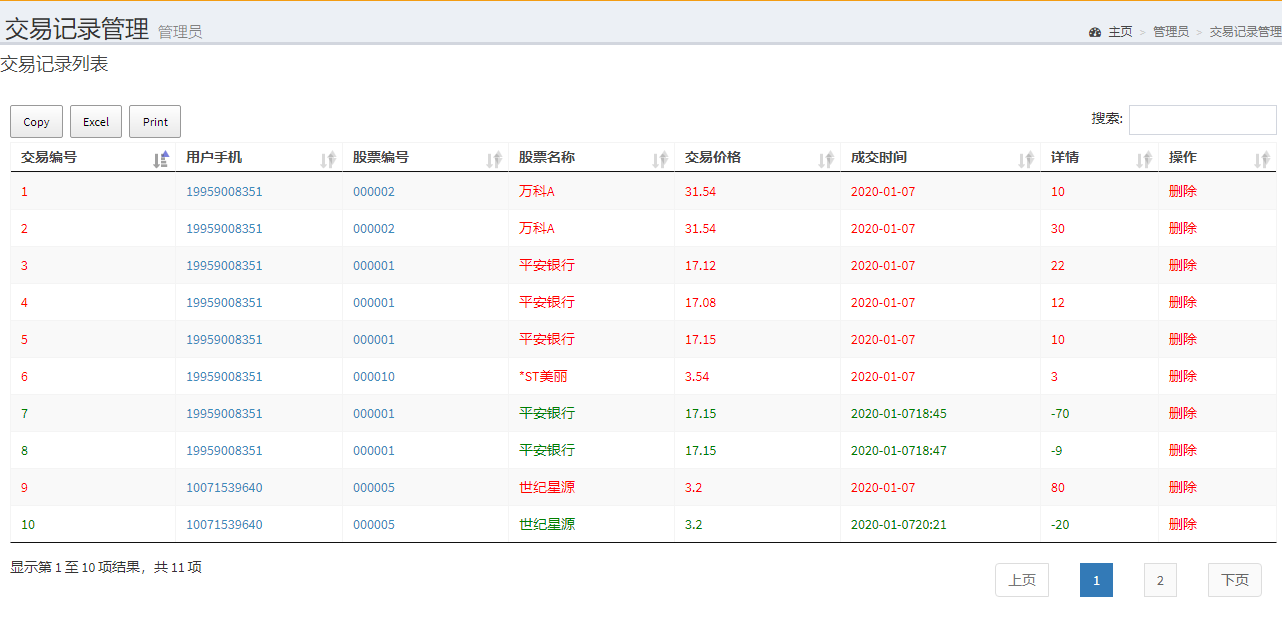 交易记录管理 管理员
主页 > 管理员 > 交易记录管理
交易记录列表
Copy Excel Print 搜索:
交易编号 用户手机 股票编号 股票名称 交易价格 成交时间 详情 操作
1 19959008351 000002 万科A 31.54 2020-01-07 10 删除
2 19959008351 000002 万科A 31.54 2020-01-07 30 删除
3 19959008351 000001 平安银行 17.12 2020-01-07 22 删除
4 19959008351 000001 平安银行 17.08 2020-01-07 12 删除
5 19959008351 000001 平安银行 17.15 2020-01-07 10 删除
6 19959008351 000010 *ST美丽 3.54 2020-01-07 3 删除
7 19959008351 000001 平安银行 17.15 2020-01-0718:45 -70 删除
8 19959008351 000001 平安银行 17.15 2020-01-0718:47 -9 删除
9 10071539640 000005 世纪星源 3.2 2020-01-07 80 删除
10 10071539640 000005 世纪星源 3.2 2020-01-0720:21 -20 删除
显示第 1 至 10 项结果，共 11 项
上页 1 2 下页